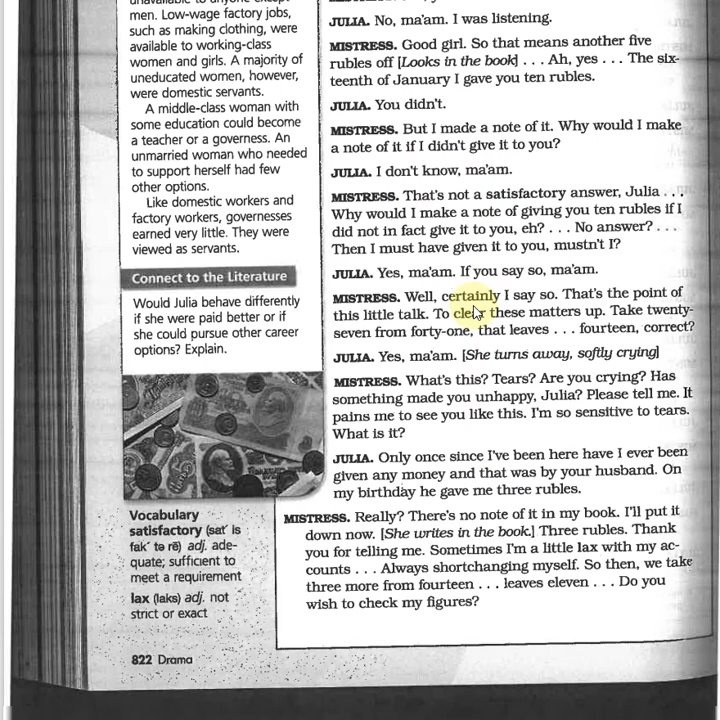 unavailable to anyone except
men. Low-wage factory jobs,
such as making clothing, were
available to working-class
women and girls. A majority of
uneducated women, however,
were domestic servants.
A middle-class woman with
some education could become
a teacher or a governess. An
unmarried woman who needed
to support herself had few
other options.
Like domestic workers and
factory workers, governesses
earned very little. They were
viewed as servants.
Connect to the Literature
Would Julia behave differently
if she were paid better or if
she could pursue other career
options? Explain.
Vocabulary
satisfactory (sat′ is
fak′ tə rē) adj. ade-
quate; sufficient to
meet a requirement
lax (laks) adj. not
strict or exact
JULIA. No, ma'am. I was listening.
MISTRESS. Good girl. So that means another five
rubles off [Looks in the book] . . . Ah, yes . . . The six-
teenth of January I gave you ten rubles.
JULIA. You didn't.
MISTRESS. But I made a note of it. Why would I make
a note of it if I didn't give it to you?
JULIA. I don't know, ma'am.
MISTRESS. That's not a satisfactory answer, Julia . . .
Why would I make a note of giving you ten rubles if I
did not in fact give it to you, eh? . . . No answer? . . .
Then I must have given it to you, mustn't I?
JULIA. Yes, ma'am. If you say so, ma'am.
MISTRESS. Well, certainly I say so. That's the point of
this little talk. To clear these matters up. Take twenty-
seven from forty-one, that leaves . . . fourteen, correct?
JULIA. Yes, ma'am. [She turns away, softly crying]
MISTRESS. What's this? Tears? Are you crying? Has
something made you unhappy, Julia? Please tell me. It
pains me to see you like this. I'm so sensitive to tears.
What is it?
JULIA. Only once since I've been here have I ever been
given any money and that was by your husband. On
my birthday he gave me three rubles.
MISTRESS. Really? There's no note of it in my book. I'll put it
down now. [She writes in the book.] Three rubles. Thank
you for telling me. Sometimes I'm a little lax with my ac-
counts . . . Always shortchanging myself. So then, we take
three more from fourteen . . . leaves eleven . . . Do you
wish to check my figures?
822 Drama